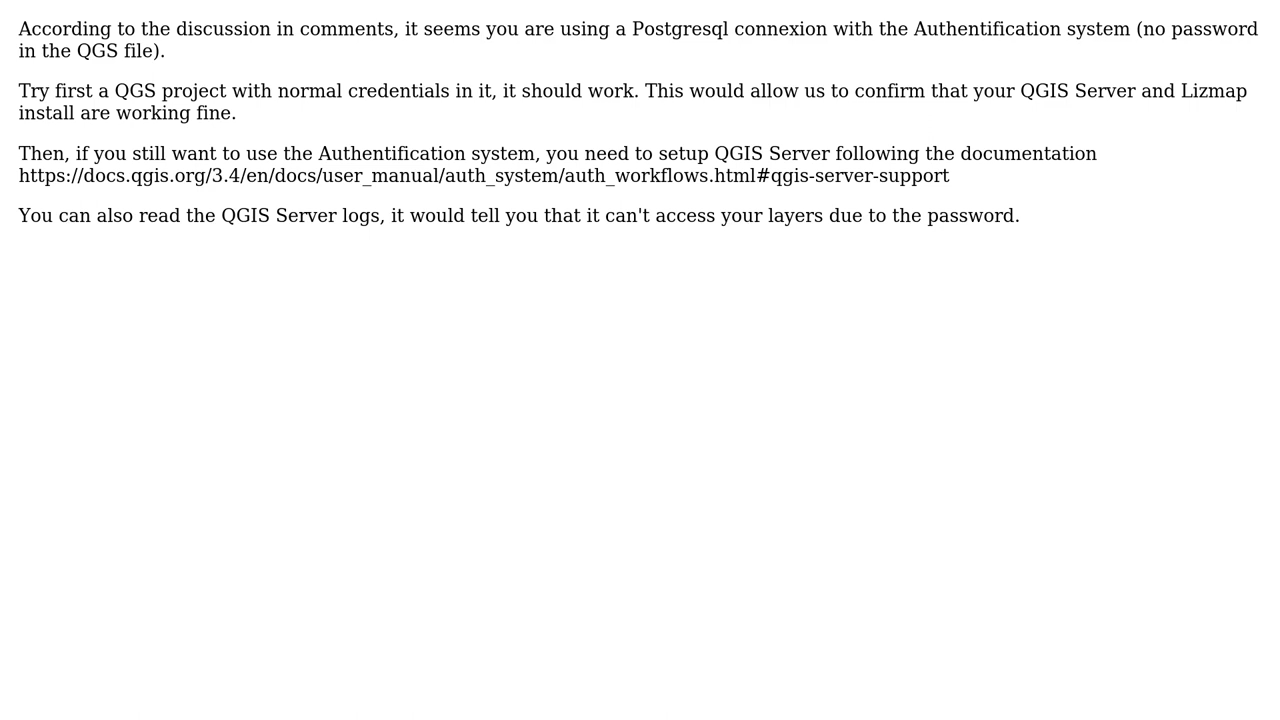 According to the discussion in comments, it seems you are using a Postgresql connexion with the Authentification system (no password
in the QGS file).
Try first a QGS project with normal credentials in it, it should work. This would allow us to confirm that your QGIS Server and Lizmap
install are working fine.
Then, if you still want to use the Authentification system, you need to setup QGIS Server following the documentation
https://docs.qgis.org/3.4/en/docs/user_manual/auth_system/auth_workflows.html#qgis-server-support
You can also read the QGIS Server logs, it would tell you that it can't access your layers due to the password.